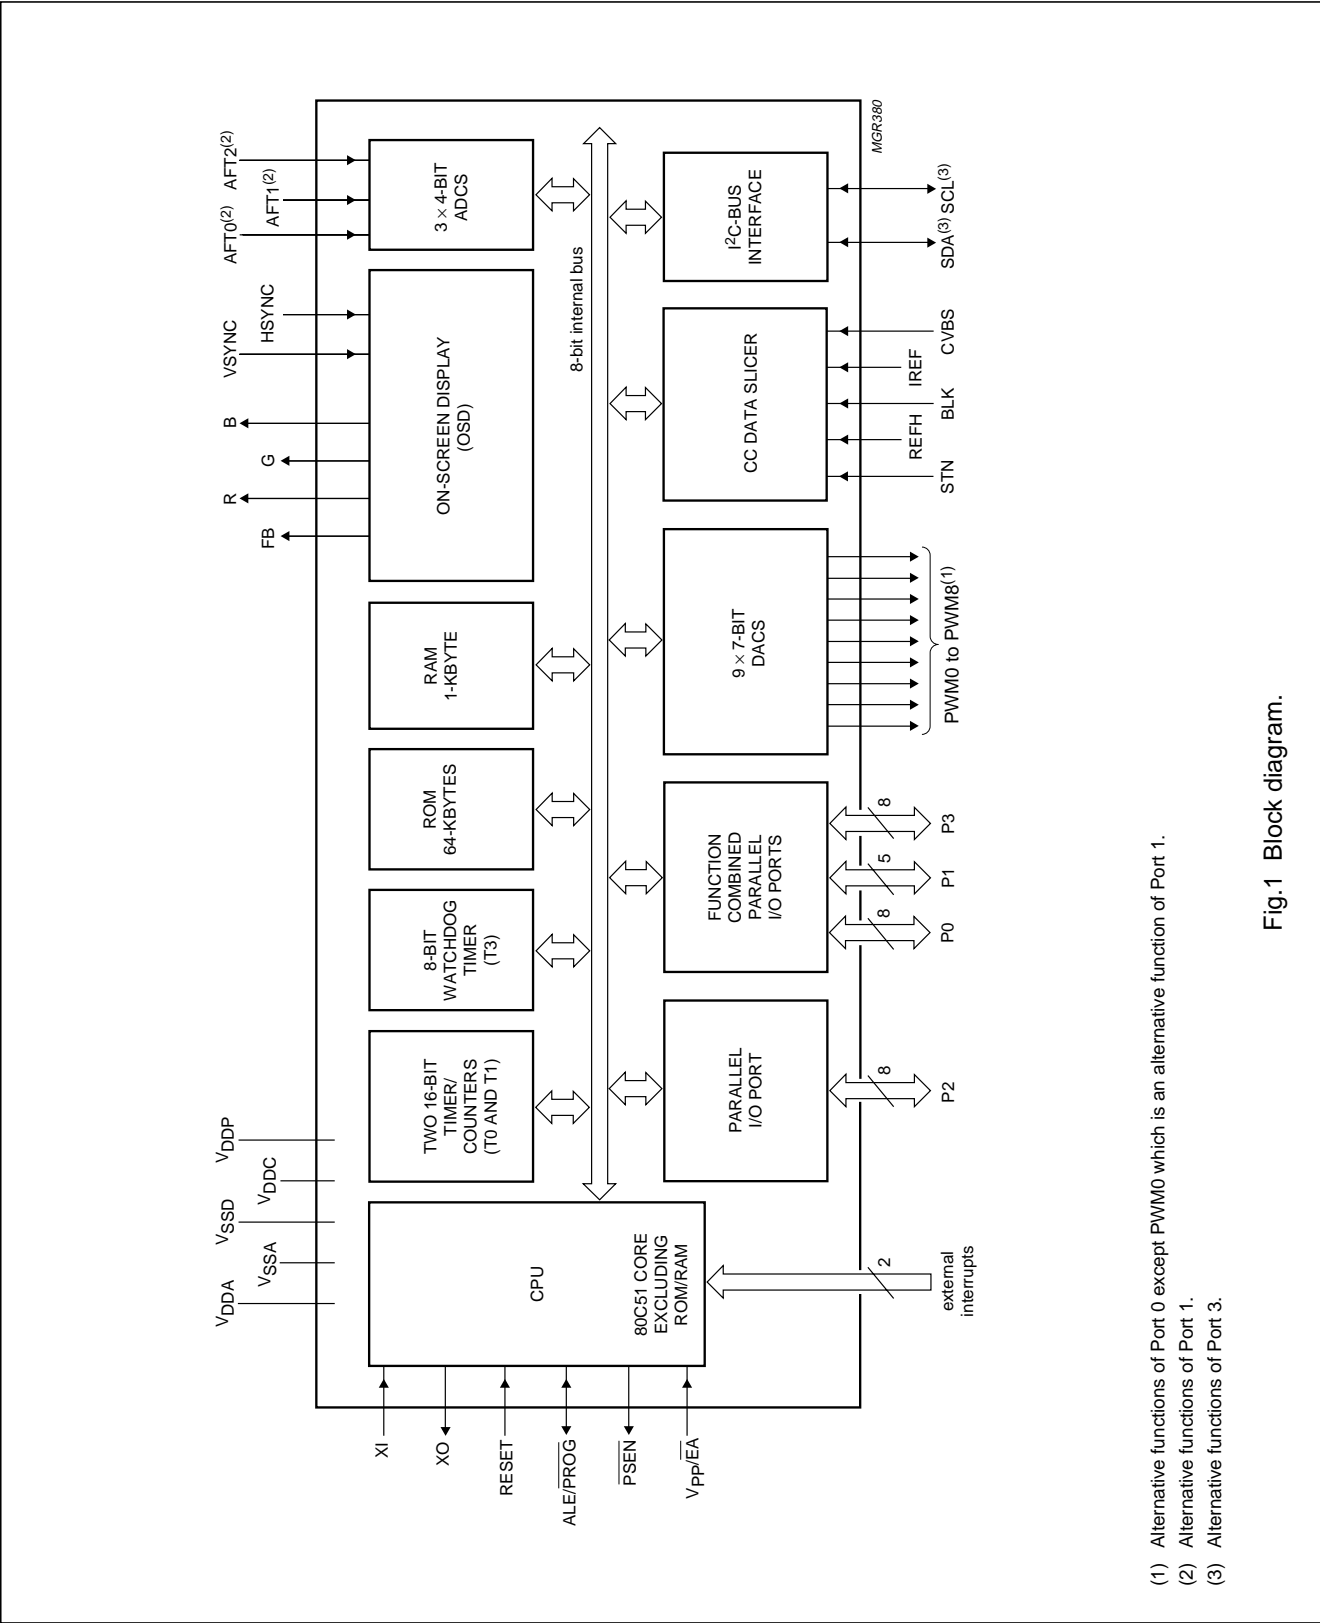 VDDA
VSSA
VSSD
VDDC
VDDP
FB
R
G
B
VSYNC
HSYNC
AFT0(2)
AFT1(2)
AFT2(2)
XI
XO
RESET
ALE/PROG
PSEN
VPP/EA
CPU
80C51 CORE
EXCLUDING
ROM/RAM
TWO 16-BIT
TIMER/
COUNTERS
(T0 AND T1)
8-BIT
WATCHDOG
TIMER
(T3)
ROM
64-KBYTES
RAM
1-KBYTE
ON-SCREEN DISPLAY
(OSD)
3 × 4-BIT
ADCS
8-bit internal bus
PARALLEL
I/O PORT
FUNCTION
COMBINED
PARALLEL
I/O PORTS
9 × 7-BIT
DACS
CC DATA SLICER
I2C-BUS
INTERFACE
2
8
8
5
8
external
interrupts
P2
P0
P1
P3
PWM0 to PWM8(1)
STN
REFH
BLK
IREF
CVBS
SDA(3)
SCL(3)
MGR380
(1) Alternative functions of Port 0 except PWM0 which is an alternative function of Port 1.
(2) Alternative functions of Port 1.
(3) Alternative functions of Port 3.
Fig.1 Block diagram.